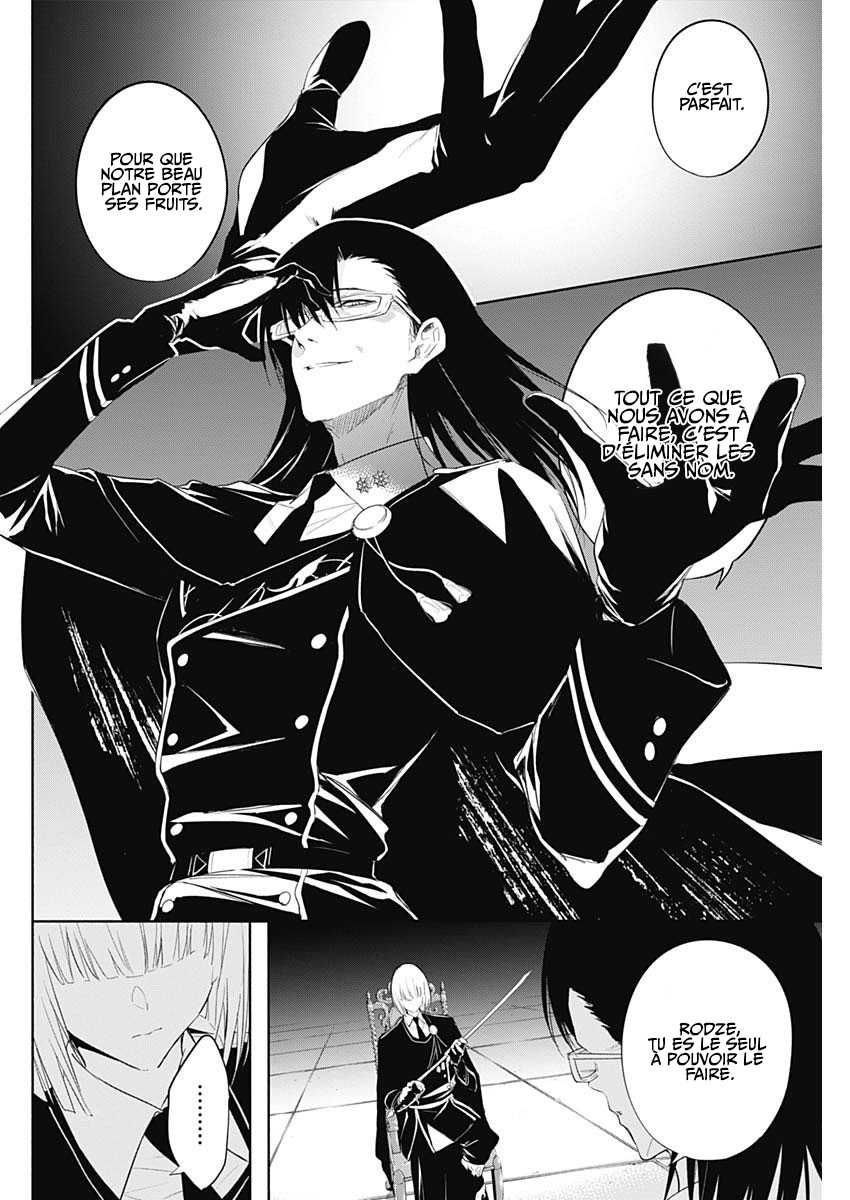 C'EST
PARFAIT.
POUR QUE
NOTRE BEAU
PLAN PORTE
SES FRUITS.
TOUT CE QUE
NOUS AVONS À
FAIRE, C'EST
D'ÉLIMINER LES
SANS NOM.
RODZE,
TU ES LE SEUL
À POUVOIR LE
FAIRE.
........